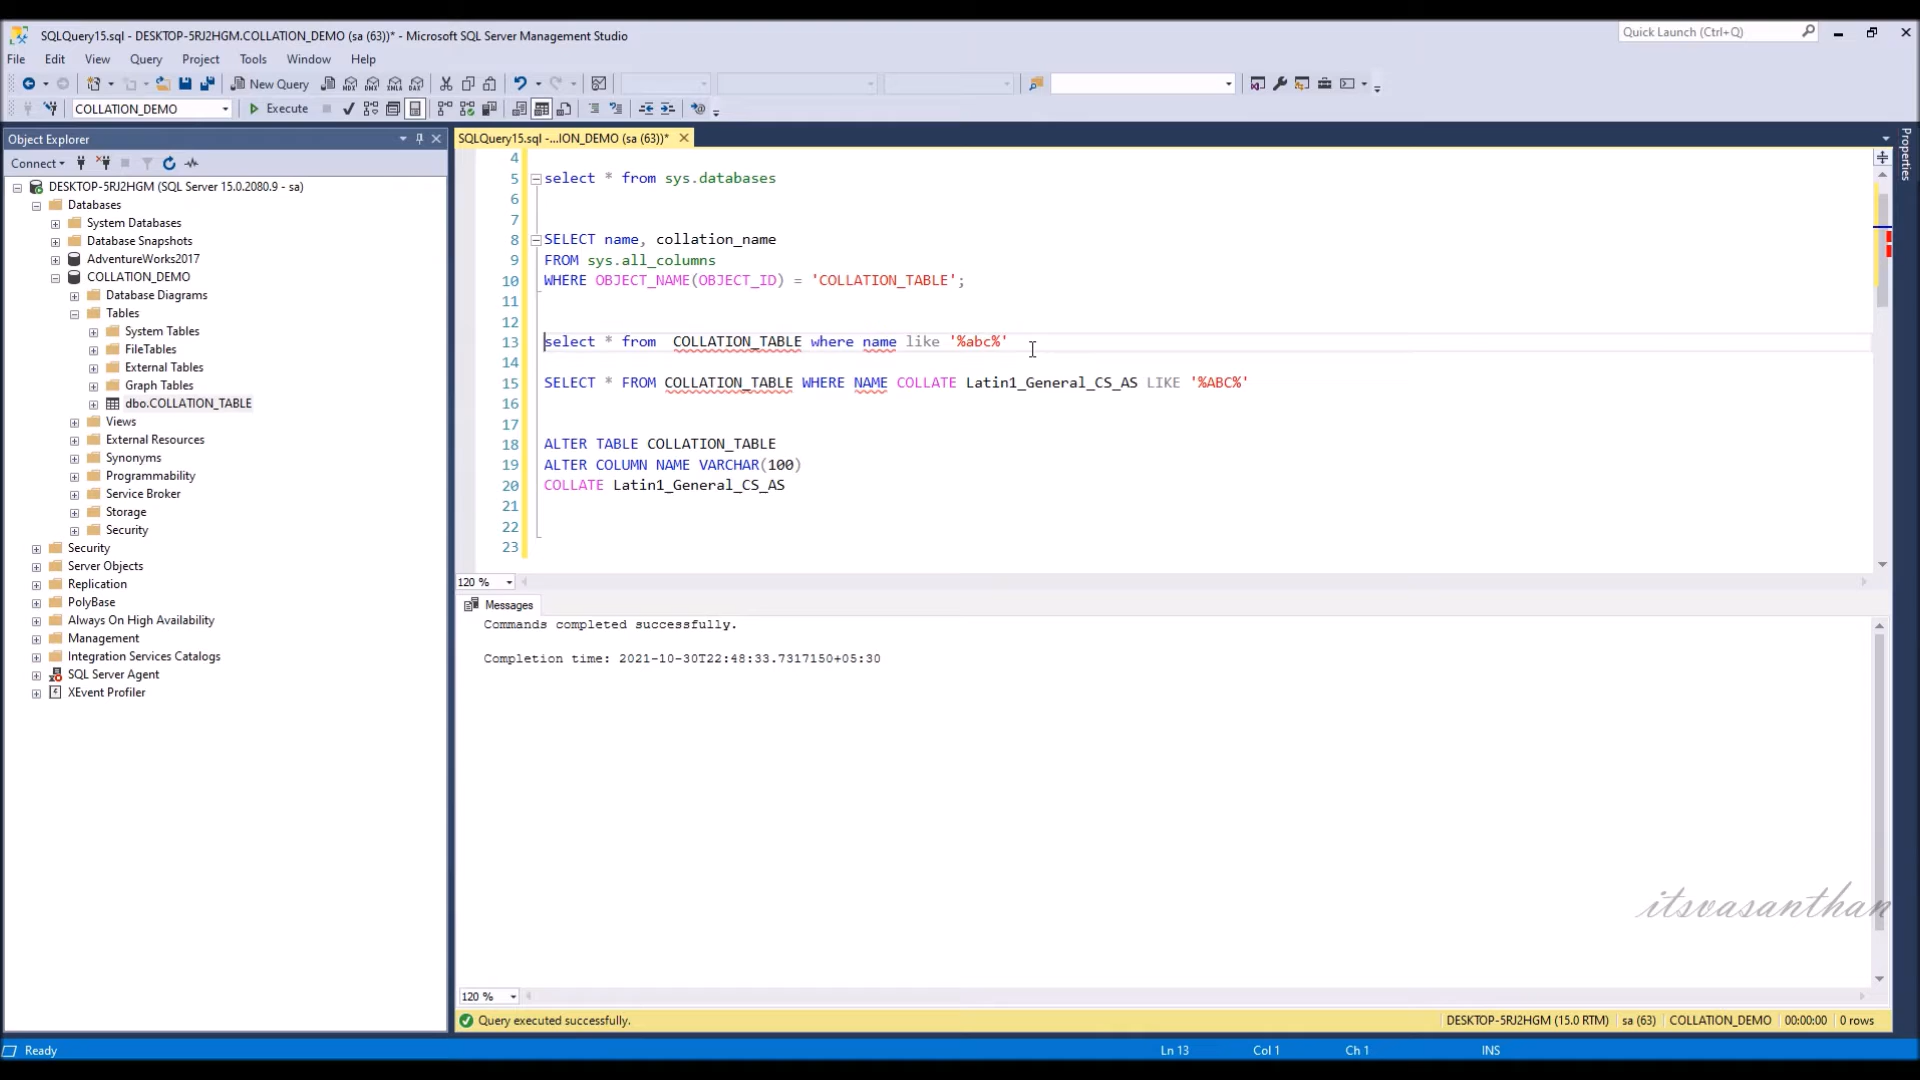 SQLQuery15.sql - DESKTOP-5RJ2HGM.COLLATION_DEMO (sa (63))* - Microsoft SQL Server Management Studio
Quick Launch (Ctrl+Q)
File Edit View Query Project Tools Window Help
New Query
COLLATION_DEMO
Execute
Object Explorer
SQLQuery15.sql -...ION_DEMO (sa (63))*
Properties
Connect
DESKTOP-5RJ2HGM (SQL Server 15.0.2080.9 - sa)
Databases
System Databases
Database Snapshots
AdventureWorks2017
COLLATION_DEMO
Database Diagrams
Tables
System Tables
FileTables
External Tables
Graph Tables
dbo.COLLATION_TABLE
Views
External Resources
Synonyms
Programmability
Service Broker
Storage
Security
Security
Server Objects
Replication
PolyBase
Always On High Availability
Management
Integration Services Catalogs
SQL Server Agent
XEvent Profiler
4
5 select * from sys.databases
6
7
8 SELECT name, collation_name
9 FROM sys.all_columns
10 WHERE OBJECT_NAME(OBJECT_ID) = 'COLLATION_TABLE';
11
12
13 select * from  COLLATION_TABLE where name like '%abc%'
14
15 SELECT * FROM COLLATION_TABLE WHERE NAME COLLATE Latin1_General_CS_AS LIKE '%ABC%'
16
17
18 ALTER TABLE COLLATION_TABLE
19 ALTER COLUMN NAME VARCHAR(100)
20 COLLATE Latin1_General_CS_AS
21
22
23
120 %
Messages
Commands completed successfully.
Completion time: 2021-10-30T22:48:33.7317150+05:30
itsvasanthan
120 %
Query executed successfully.
DESKTOP-5RJ2HGM (15.0 RTM) sa (63) COLLATION_DEMO 00:00:00 0 rows
Ready
Ln 13 Col 1 Ch 1 INS